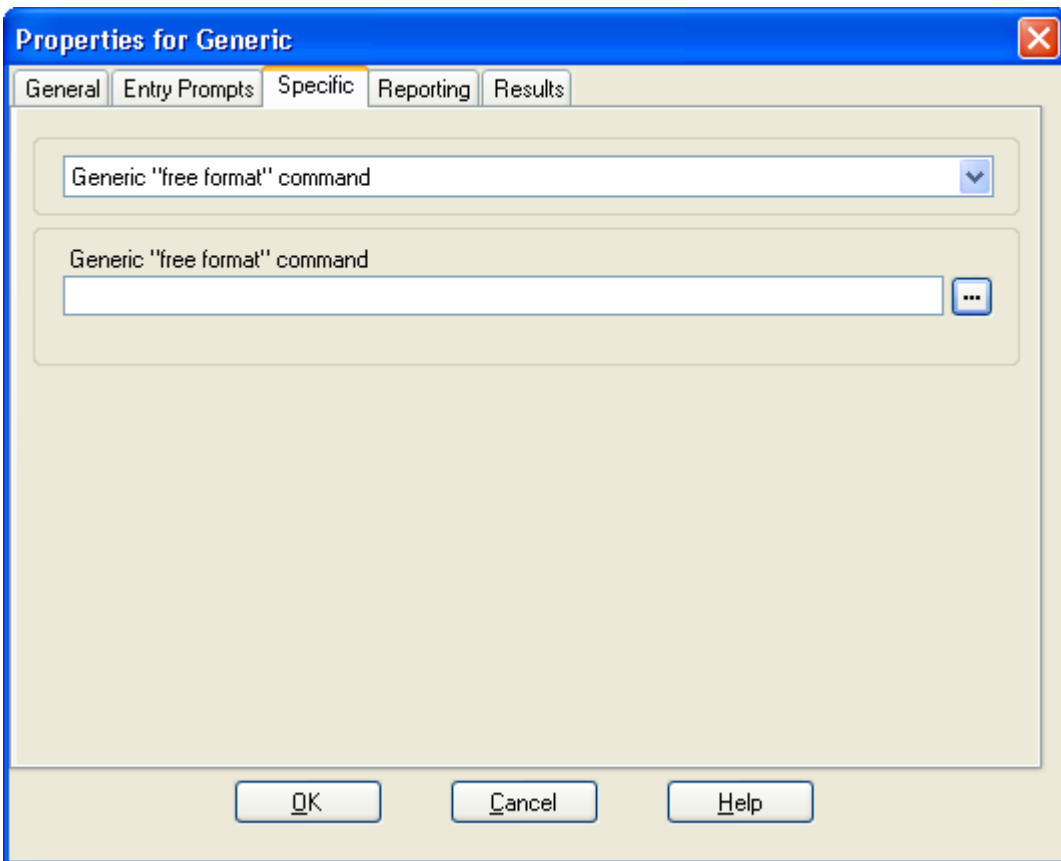 Properties for Generic
General Entry Prompts Specific Reporting Results
Generic "free format" command
Generic "free format" command
...
OK Cancel Help